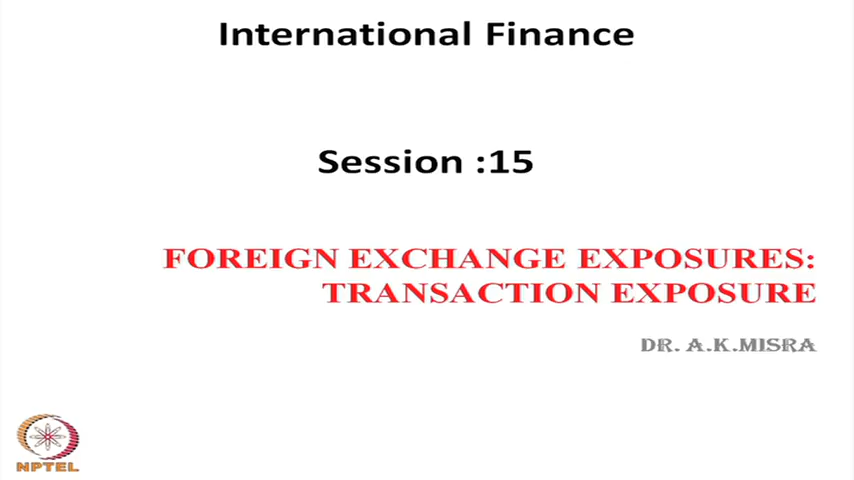 International Finance
Session :15
FOREIGN EXCHANGE EXPOSURES:
TRANSACTION EXPOSURE
DR. A.K.MISRA
NPTEL